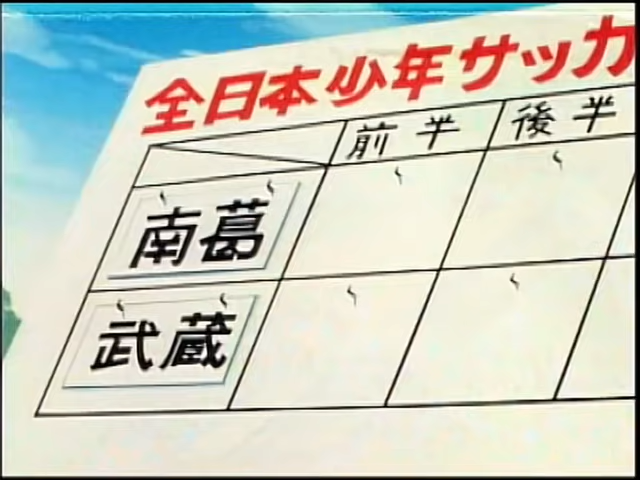 全日本少年サッカ
前半 後半
南葛
武蔵